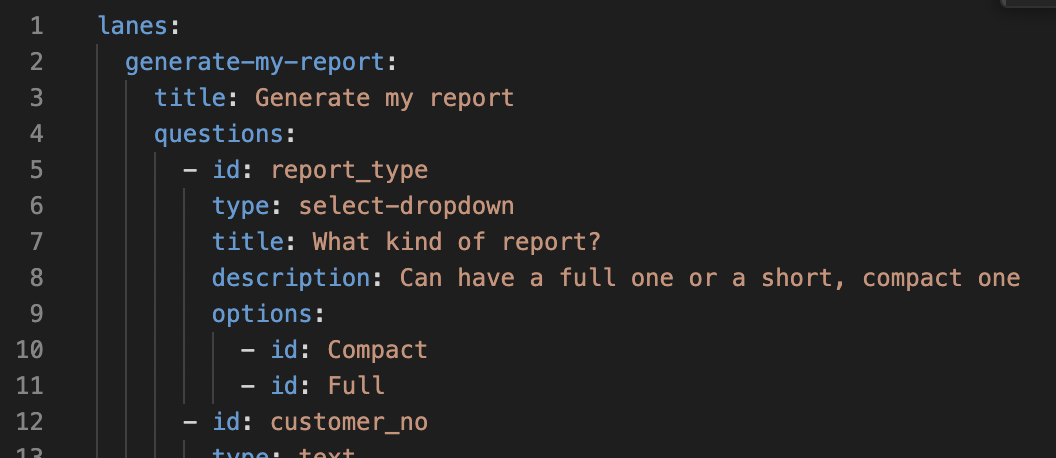 1 lanes:
2 generate-my-report:
3 title: Generate my report
4 questions:
5 - id: report_type
6 type: select-dropdown
7 title: What kind of report?
8 description: Can have a full one or a short, compact one
9 options:
10 - id: Compact
11 - id: Full
12 - id: customer_no
13 type: text